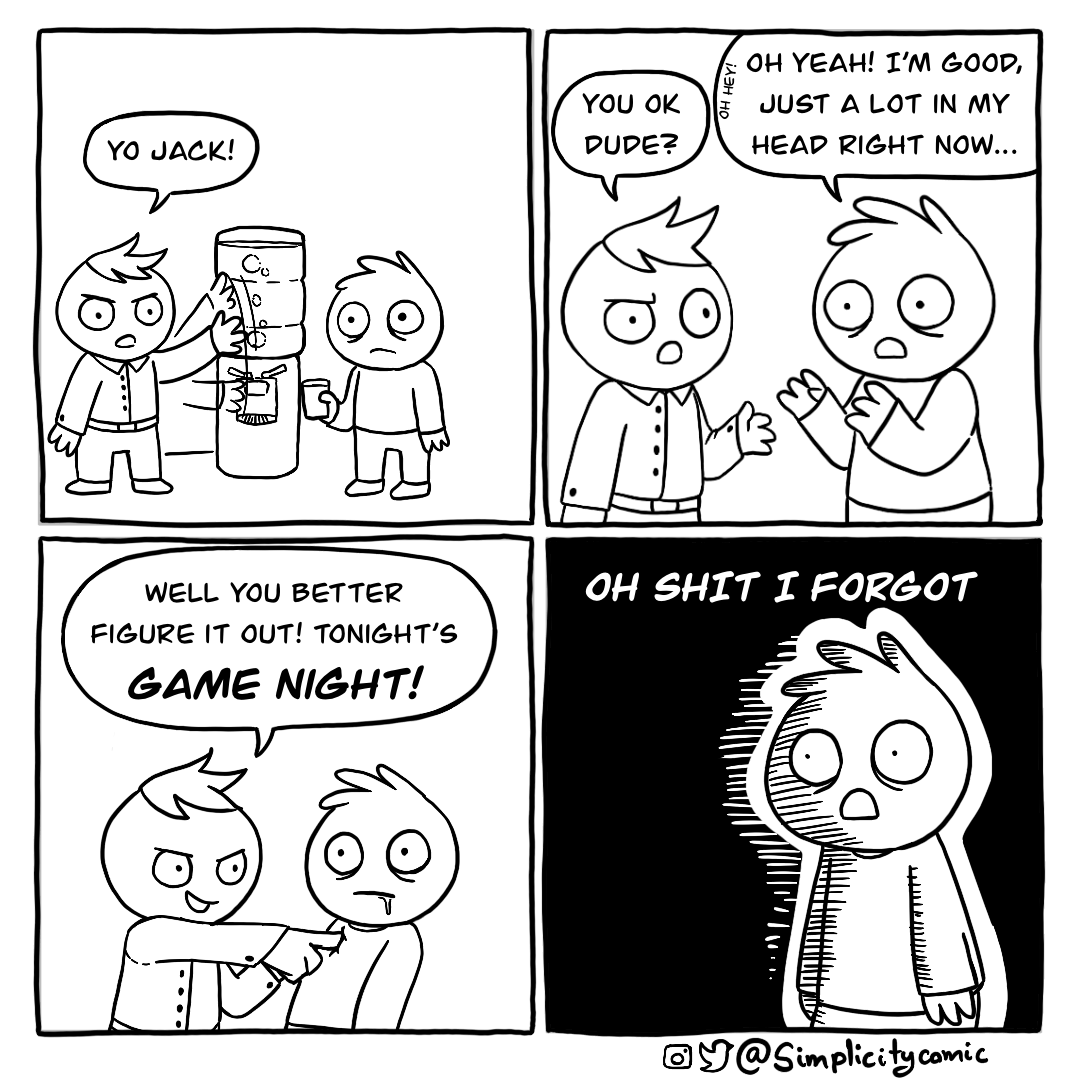 YO JACK!
YOU OK
DUDE?
OH HEY!
OH YEAH! I'M GOOD,
JUST A LOT IN MY
HEAD RIGHT NOW...
WELL YOU BETTER
FIGURE IT OUT! TONIGHT'S
GAME NIGHT!
OH SHIT I FORGOT
@Simplicitycomic